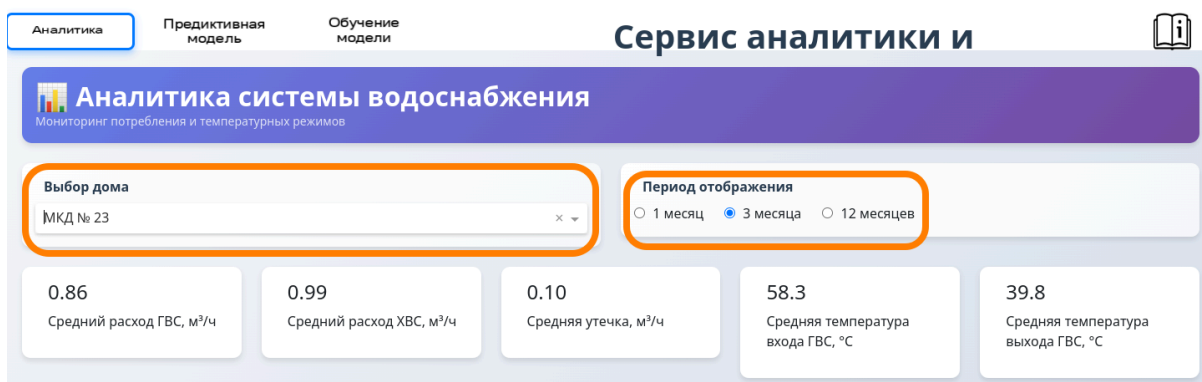 Аналитика
Предиктивная
модель
Обучение
модели
Сервис аналитики и
Аналитика системы водоснабжения
Мониторинг потребления и температурных режимов
Выбор дома
МКД № 23
Период отображения
1 месяц 3 месяца 12 месяцев
0.86
Средний расход ГВС, м³/ч
0.99
Средний расход ХВС, м³/ч
0.10
Средняя утечка, м³/ч
58.3
Средняя температура
входа ГВС, °C
39.8
Средняя температура
выхода ГВС, °C